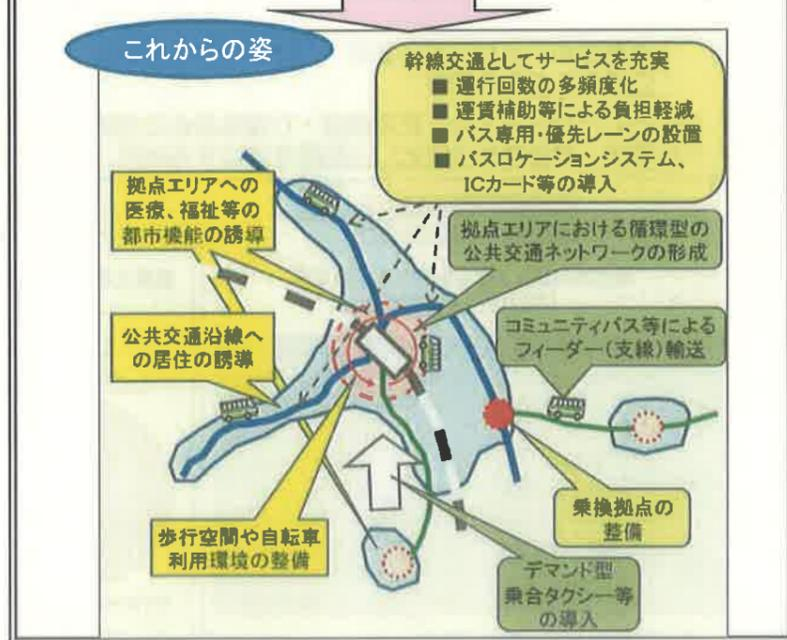 これからの姿
幹線交通としてサービスを充実
■ 運行回数の多頻度化
■ 運賃補助等による負担軽減
■ バス専用・優先レーンの設置
■ バスロケーションシステム、
ICカード等の導入
拠点エリアへの
医療、福祉等の
都市機能の誘導
拠点エリアにおける循環型の
公共交通ネットワークの形成
公共交通沿線へ
の居住の誘導
コミュニティバス等による
フィーダー(支線)輸送
歩行空間や自転車
利用環境の整備
乗換拠点の
整備
デマンド型
乗合タクシー等
の導入